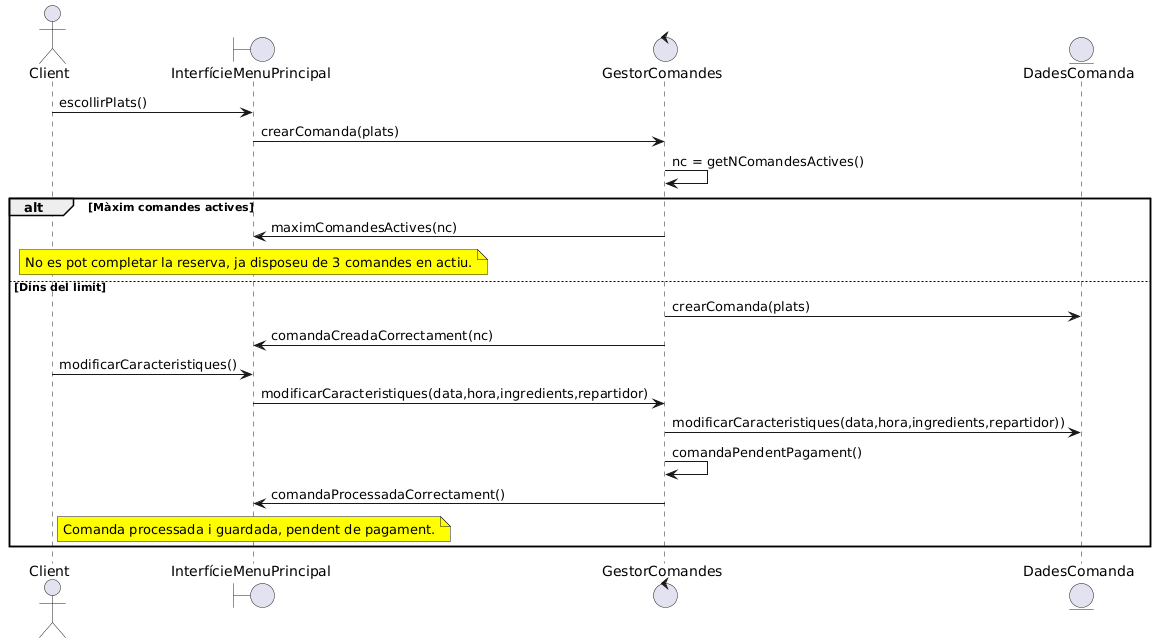 Client
InterfícieMenuPrincipal
GestorComandes
DadesComanda
escollirPlats()
crearComanda(plats)
nc = getNComandesActives()
alt
[Màxim comandes actives]
maximComandesActives(nc)
No es pot completar la reserva, ja disposeu de 3 comandes en actiu.
[Dins del limit]
crearComanda(plats)
comandaCreadaCorrectament(nc)
modificarCaracteristiques()
modificarCaracteristiques(data,hora,ingredients,repartidor)
modificarCaracteristiques(data,hora,ingredients,repartidor))
comandaPendentPagament()
comandaProcessadaCorrectament()
Comanda processada i guardada, pendent de pagament.
Client
InterfícieMenuPrincipal
GestorComandes
DadesComanda